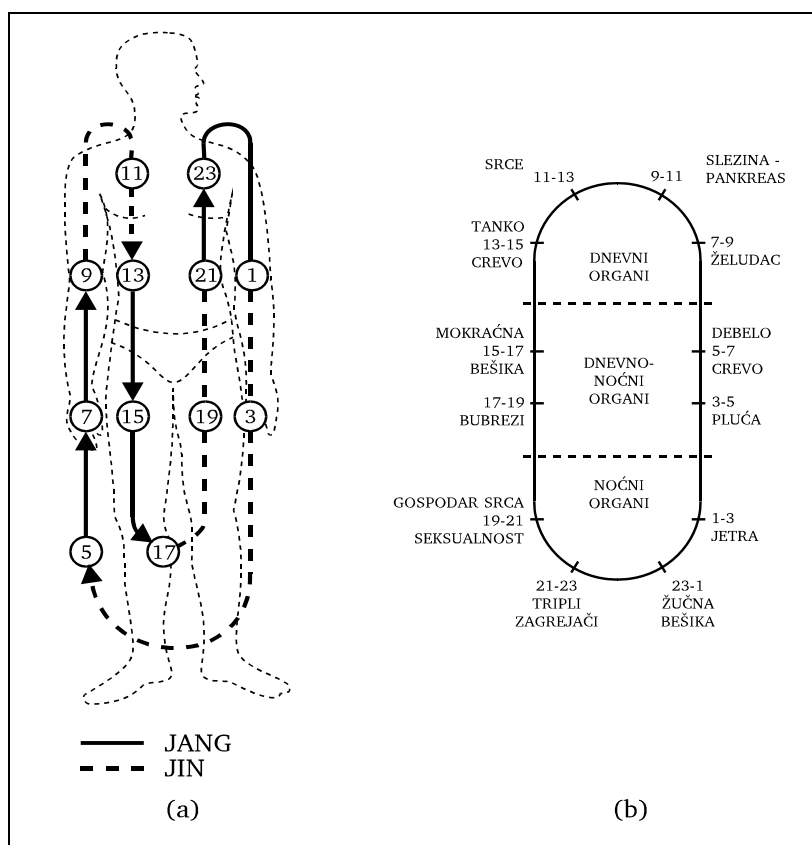 11
23
9
13
21
1
7
15
19
3
5
17
JANG
JIN
(a)
SRCE
11-13
9-11
SLEZINA -
PANKREAS
TANKO
13-15
CREVO
DNEVNI
ORGANI
7-9
ŽELUDAC
MOKRAĆNA
15-17
BEŠIKA
DNEVNO-
NOĆNI
ORGANI
DEBELO
5-7
CREVO
17-19
BUBREZI
3-5
PLUĆA
NOĆNI
ORGANI
GOSPODAR SRCA
19-21
SEKSUALNOST
1-3
JETRA
21-23
TRIPLI
ZAGREJAČI
23-1
ŽUČNA
BEŠIKA
(b)